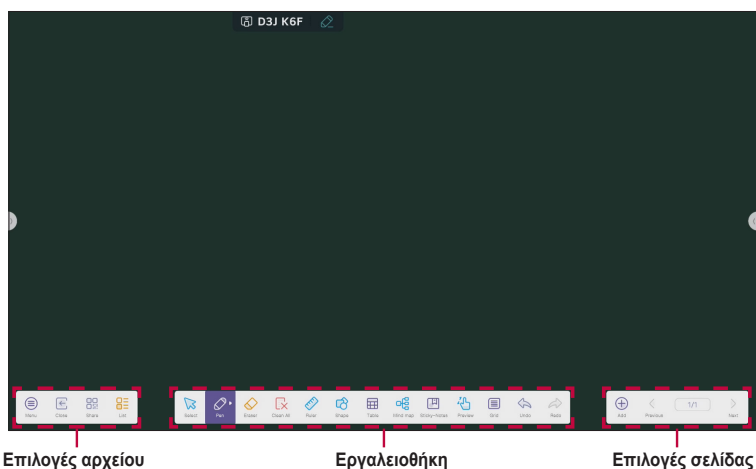 D3J K6F
Menu Close Share List Select Pen Eraser Clean All Ruler Shape Table Mind map Sticky-notes Preview Grid Undo Redo Add Previous 1/1 Next
Επιλογές αρχείου Εργαλειοθήκη Επιλογές σελίδας